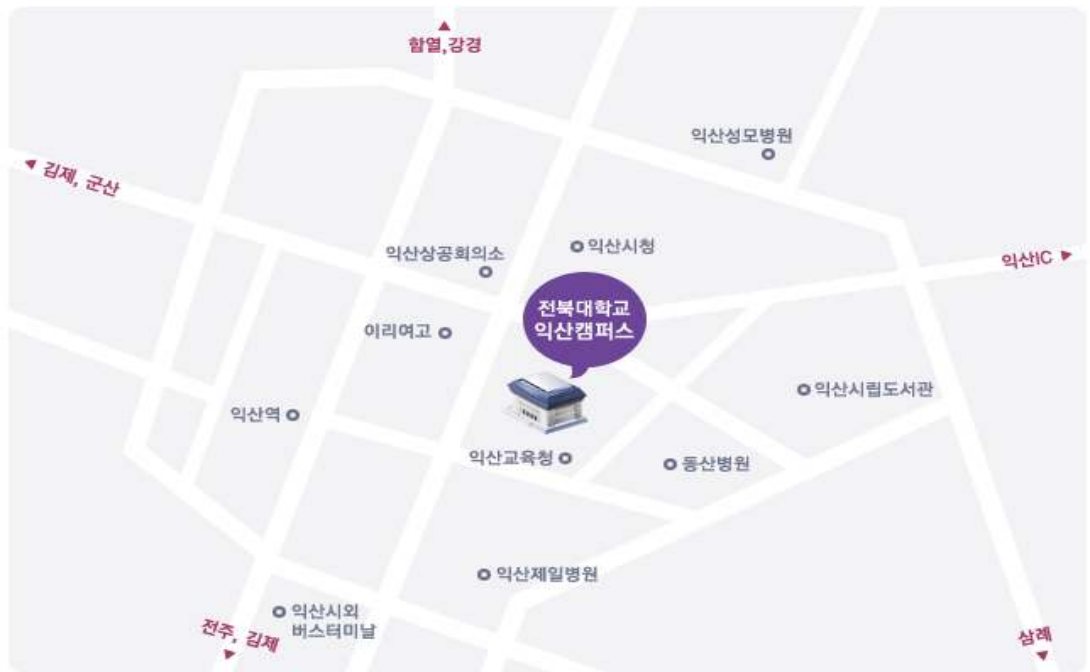 함열,강경
익산성모병원
김제, 군산
익산시청
익산상공회의소
익산IC
전북대학교
익산캠퍼스
이리여고
익산시립도서관
익산역
익산교육청
동산병원
익산제일병원
익산시외
버스터미날
전주, 김제
삼례